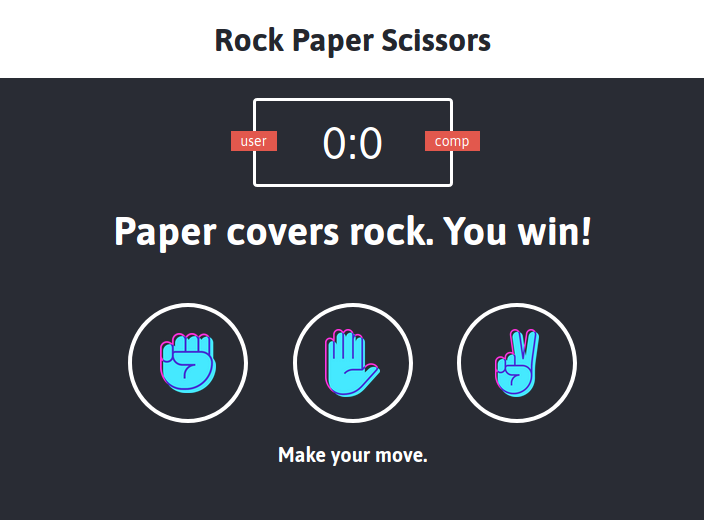 Rock Paper Scissors
user
0:0
comp
Paper covers rock. You win!
Make your move.